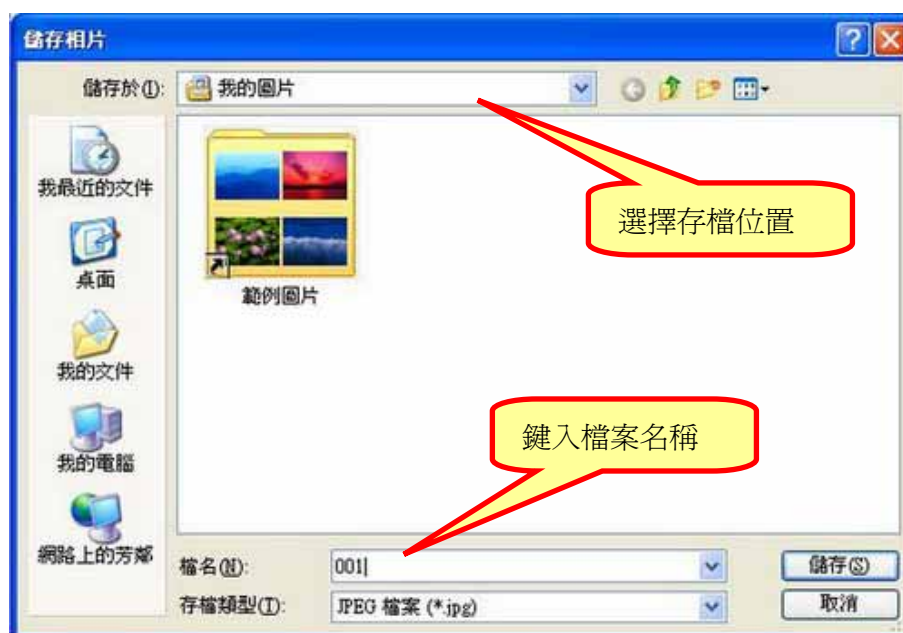 儲存相片
儲存於(I):
我的圖片
我最近的文件
桌面
我的文件
我的電腦
網路上的芳鄰
範例圖片
選擇存檔位置
鍵入檔案名稱
檔名(N):
001
儲存(S)
存檔類型(T):
JPEG 檔案 (*.jpg)
取消